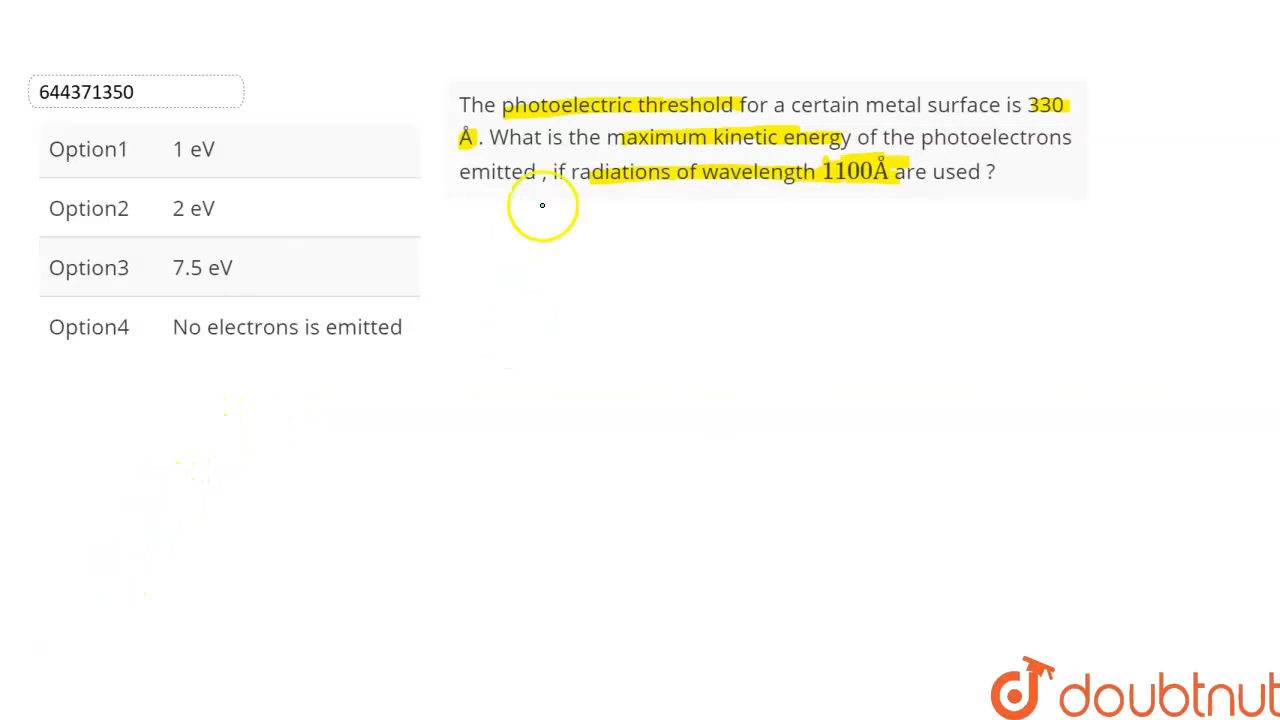 644371350
Option1 1 eV
Option2 2 eV
Option3 7.5 eV
Option4 No electrons is emitted
The photoelectric threshold for a certain metal surface is 330
Å . What is the maximum kinetic energy of the photoelectrons
emitted , if radiations of wavelength 1100Å are used ?
doubtnut